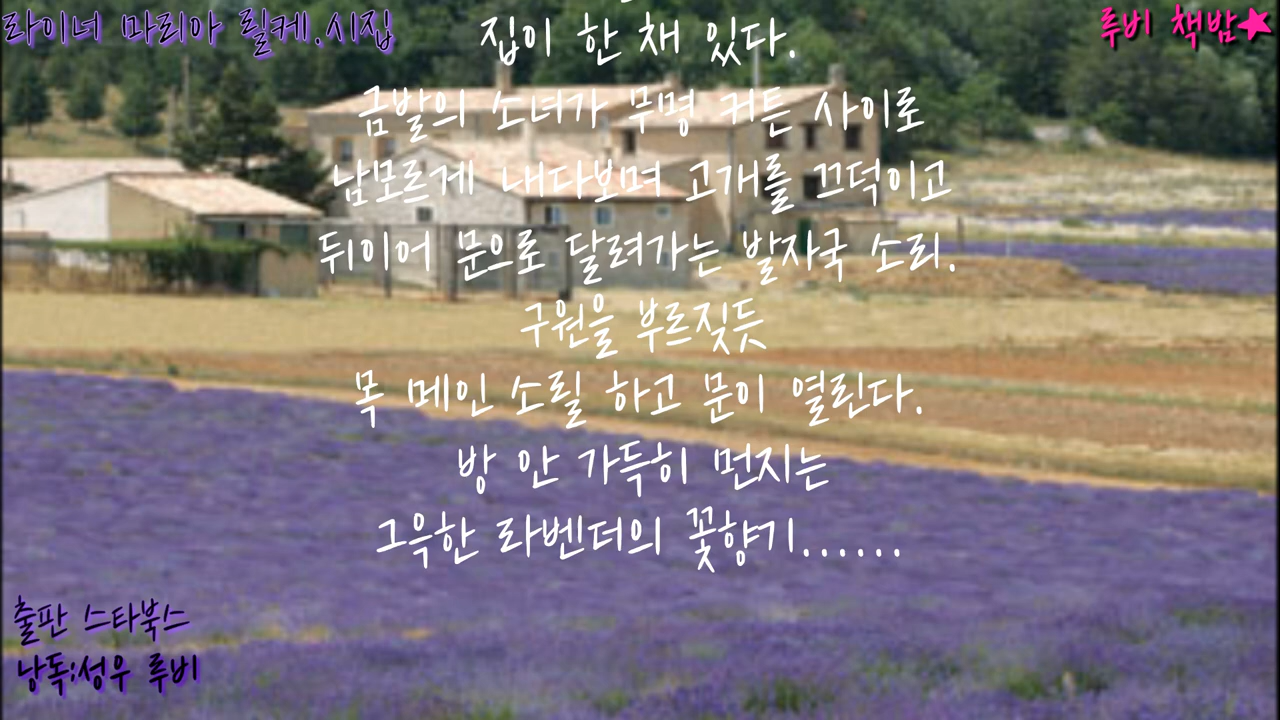 라이너 마리아 릴케.시집
루비 책밤★
집이 한 채 있다.
금발의 소녀가 무명 커튼 사이로
남모르게 내다보며 고개를 끄덕이고
뒤이어 문으로 달려가는 발자국 소리.
구원을 부르짖듯
목 메인 소릴 하고 문이 열린다.
방 안 가득히 먼지는
그윽한 라벤더의 꽃향기......
출판 스타북스
낭독:성우 루비